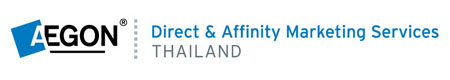 AEGON®
Direct & Affinity Marketing Services
THAILAND